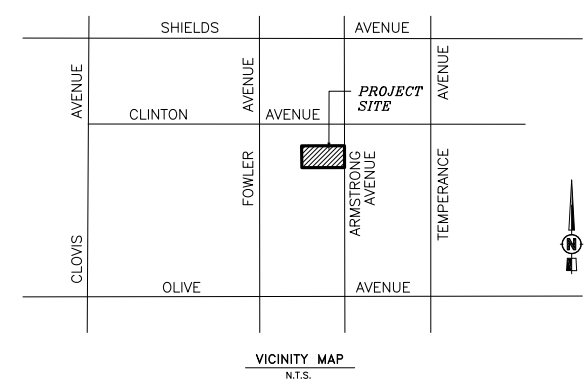 SHIELDS AVENUE
AVENUE
AVENUE
AVENUE
PROJECT
SITE
CLINTON AVENUE
FOWLER
ARMSTRONG
AVENUE
TEMPERANCE
CLOVIS
N
OLIVE AVENUE
VICINITY MAP
N.T.S.